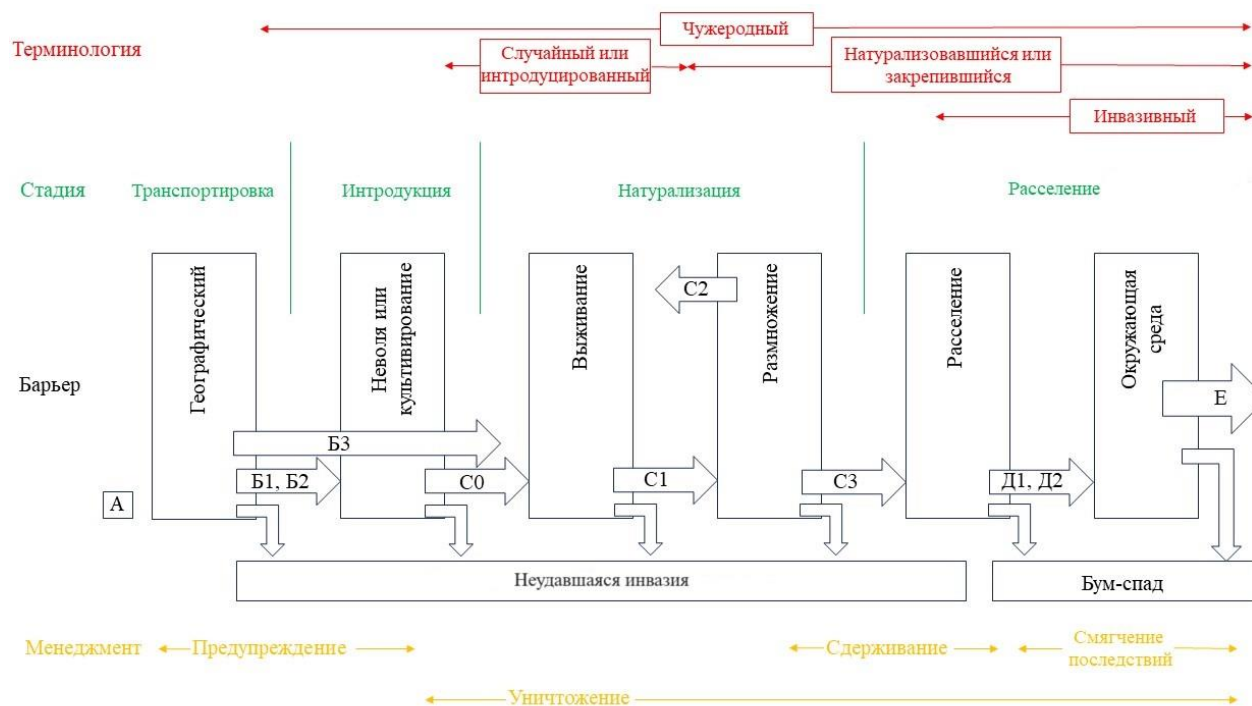 Чужеродный
Терминология
Случайный или
интродуцированный
Натурализовавшийся или
закрепившийся
Инвазивный
Стадия
Транспортировка
Интродукция
Натурализация
Расселение
Барьер
Географический
Неволя или
культивирование
Выживание
Размножение
Расселение
Окружающая
среда
С2
Е
Б3
Б1, Б2
С0
С1
С3
Д1, Д2
А
Неудавшаяся инвазия
Бум-спад
Менеджмент
Предупреждение
Сдерживание
Смягчение
последствий
Уничтожение